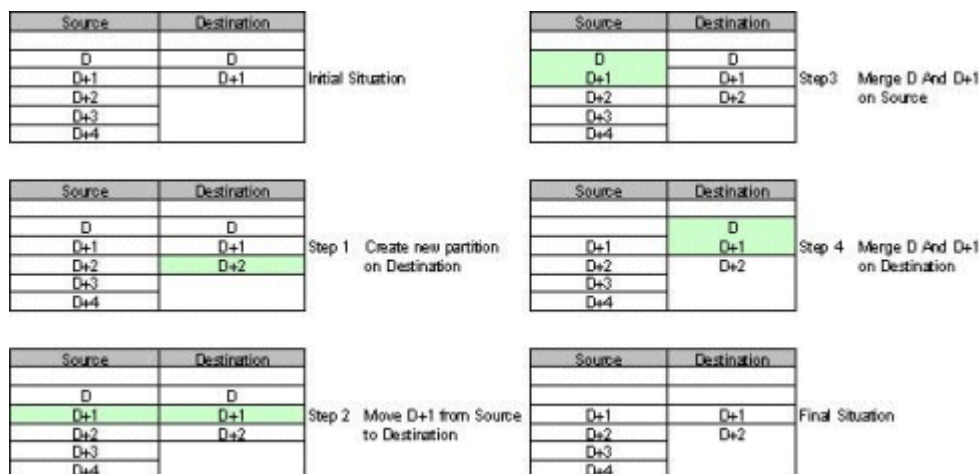 Source Destination
D D
D+1 D+1 Initial Situation
D+2
D+3
D+4
Source Destination
D D
D+1 D+1 Step 1 Create new partition
D+2 D+2 on Destination
D+3
D+4
Source Destination
D D
D+1 D+1 Step 2 Move D+1 from Source
D+2 D+2 to Destination
D+3
D+4
Source Destination
D D
D+1 D+1 Step3 Merge D And D+1
D+2 D+2 on Source
D+3
D+4
Source Destination
D
D+1 D+1 Step 4 Merge D And D+1
D+2 D+2 on Destination
D+3
D+4
Source Destination
D+1 D+1 Final Situation
D+2 D+2
D+3
D+4